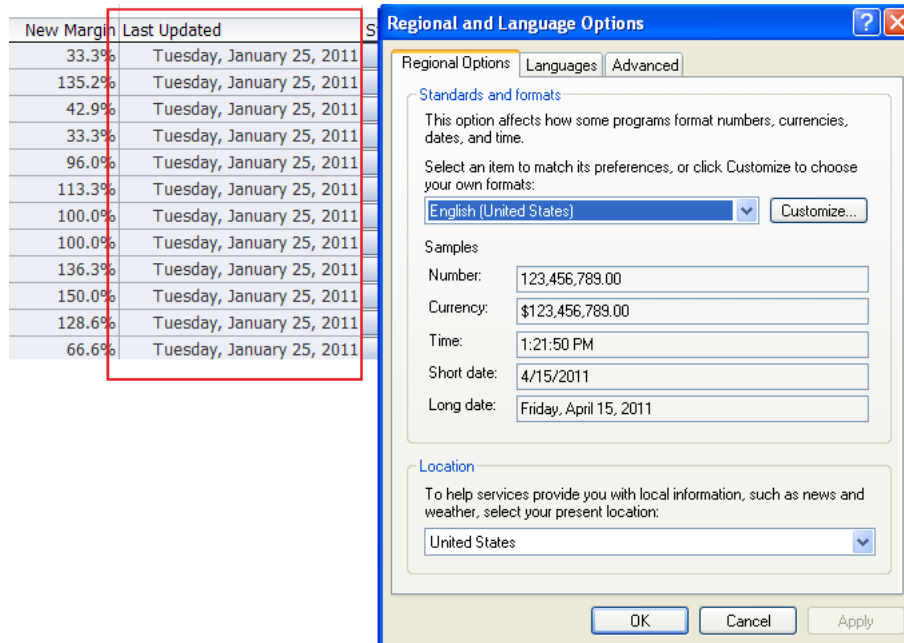 New Margin Last Updated S
33.3% Tuesday, January 25, 2011
135.2% Tuesday, January 25, 2011
42.9% Tuesday, January 25, 2011
33.3% Tuesday, January 25, 2011
96.0% Tuesday, January 25, 2011
113.3% Tuesday, January 25, 2011
100.0% Tuesday, January 25, 2011
100.0% Tuesday, January 25, 2011
136.3% Tuesday, January 25, 2011
150.0% Tuesday, January 25, 2011
128.6% Tuesday, January 25, 2011
66.6% Tuesday, January 25, 2011
Regional and Language Options
Regional Options Languages Advanced
Standards and formats
This option affects how some programs format numbers, currencies,
dates, and time.
Select an item to match its preferences, or click Customize to choose
your own formats:
English (United States) Customize...
Samples
Number: 123,456,789.00
Currency: $123,456,789.00
Time: 1:21:50 PM
Short date: 4/15/2011
Long date: Friday, April 15, 2011
Location
To help services provide you with local information, such as news and
weather, select your present location:
United States
OK Cancel Apply